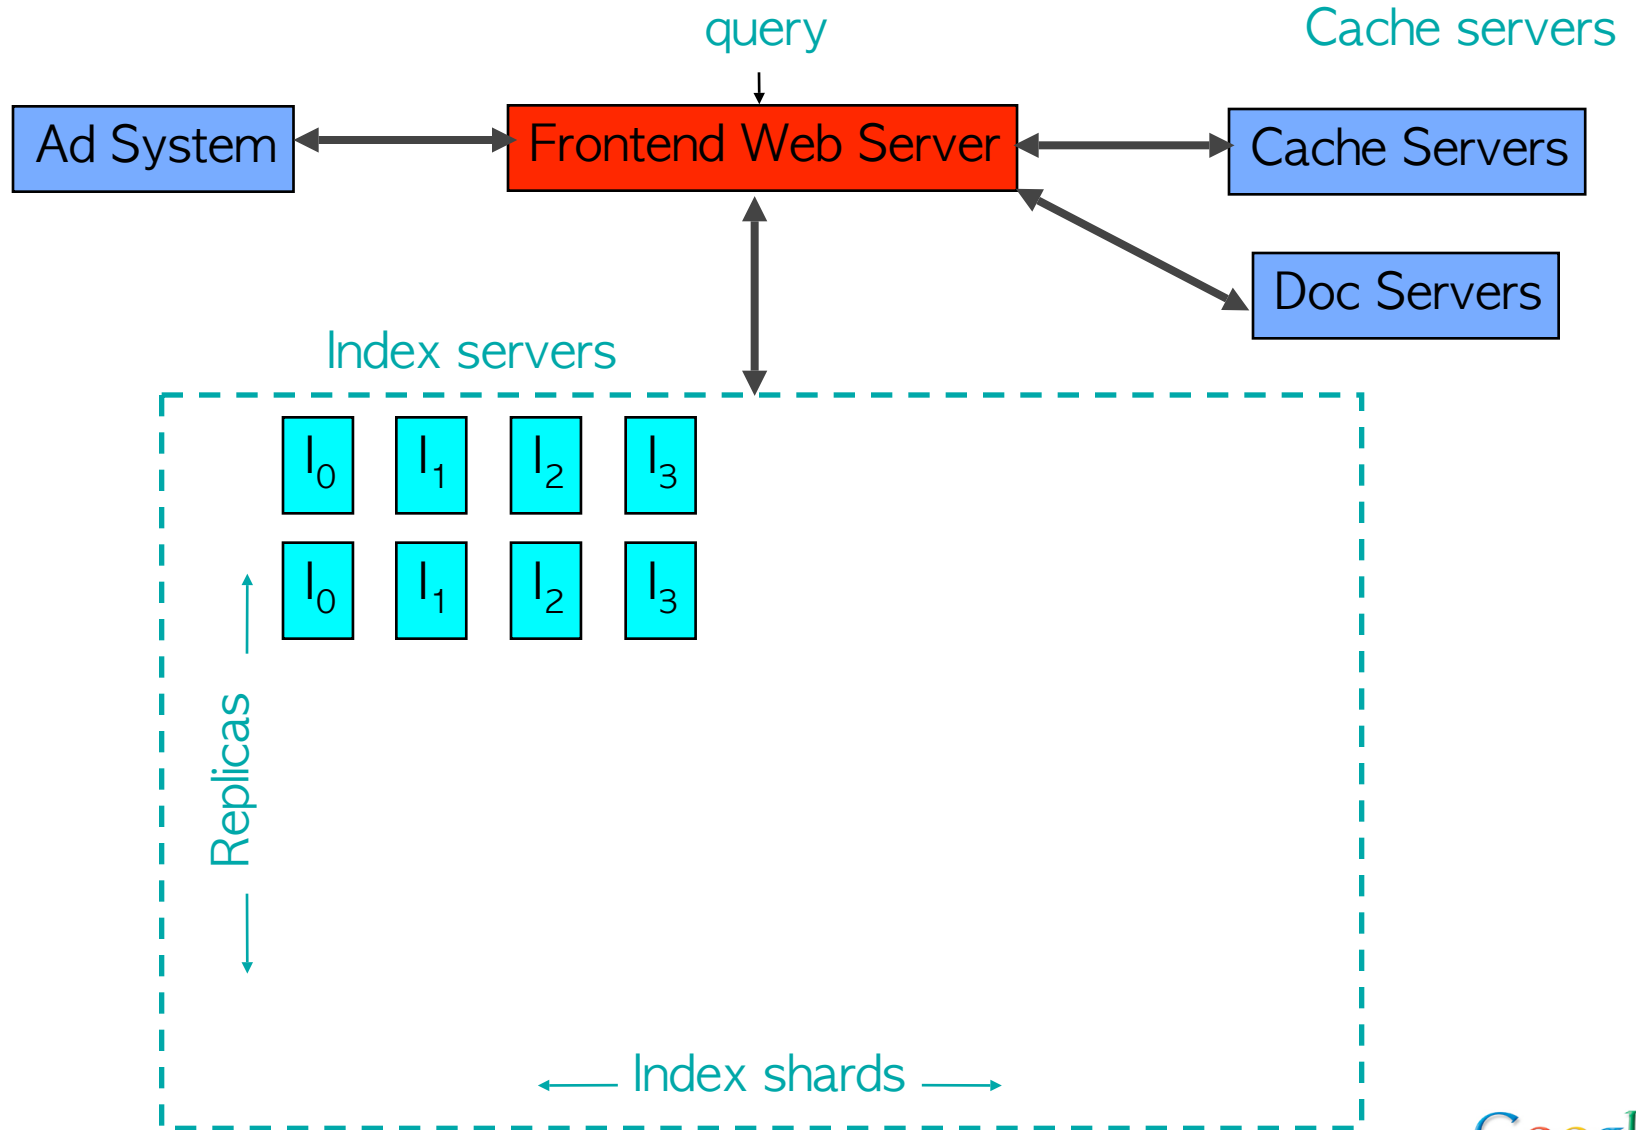 query
Cache servers
Ad System
Frontend Web Server
Cache Servers
Doc Servers
Index servers
I0 I1 I2 I3
I0 I1 I2 I3
Replicas
Index shards